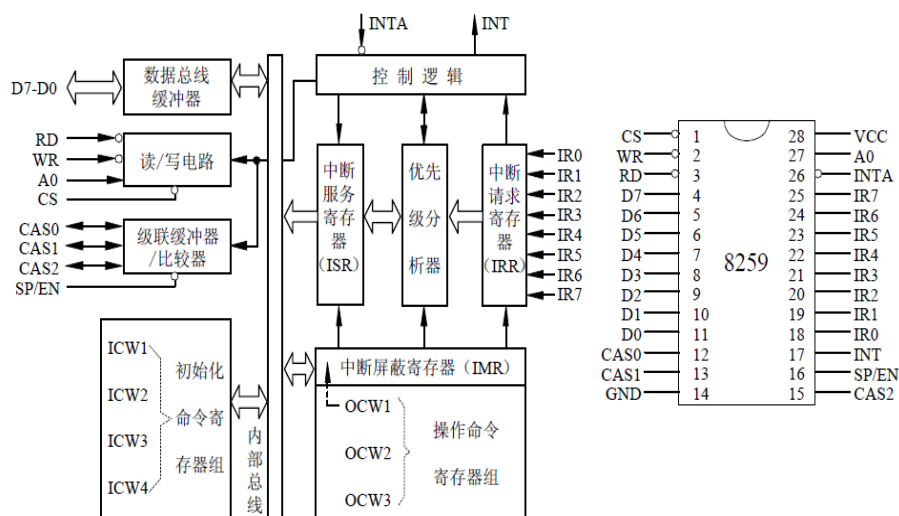 INTA
INT
D7-D0
数据总线
缓冲器
控制逻辑
RD
WR
A0
CS
读/写电路
CAS0
CAS1
CAS2
SP/EN
级联缓冲器
/比较器
中断
服务
寄存
器
(ISR)
优先
级分
析器
中断
请求
寄存
器
(IRR)
IR0
IR1
IR2
IR3
IR4
IR5
IR6
IR7
ICW1
ICW2
ICW3
ICW4
初始化
命令寄
存器组
内部总线
中断屏蔽寄存器(IMR)
OCW1
OCW2
OCW3
操作命令
寄存器组
8259
CS 1 28 VCC
WR 2 27 A0
RD 3 26 INTA
D7 4 25 IR7
D6 5 24 IR6
D5 6 23 IR5
D4 7 22 IR4
D3 8 21 IR3
D2 9 20 IR2
D1 10 19 IR1
D0 11 18 IR0
CAS0 12 17 INT
CAS1 13 16 SP/EN
GND 14 15 CAS2